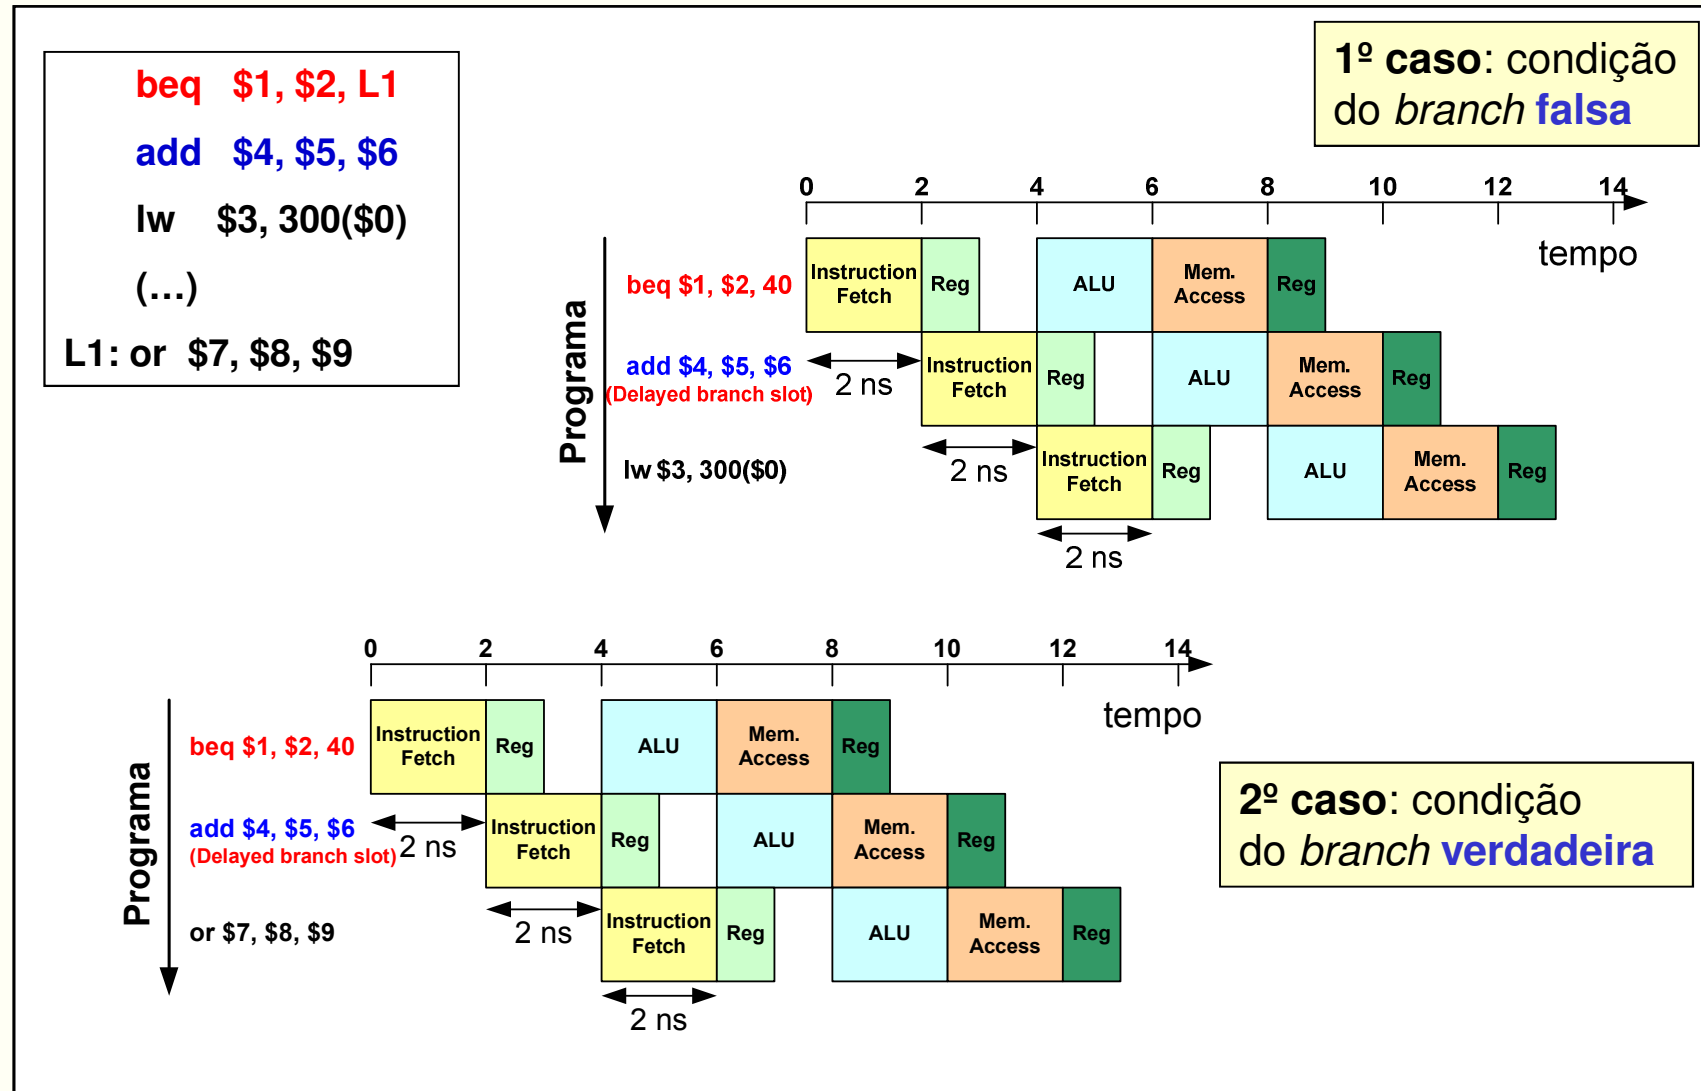 beq $1, $2, L1
add $4, $5, $6
lw $3, 300($0)
(...)
L1: or $7, $8, $9
1º caso: condição
do branch falsa
0 2 4 6 8 10 12 14
tempo
Programa
beq $1, $2, 40
Instruction
Fetch
Reg
ALU
Mem.
Access
Reg
add $4, $5, $6
(Delayed branch slot)
2 ns
Instruction
Fetch
Reg
ALU
Mem.
Access
Reg
lw $3, 300($0)
2 ns
Instruction
Fetch
Reg
ALU
Mem.
Access
Reg
2 ns
0 2 4 6 8 10 12 14
tempo
Programa
beq $1, $2, 40
Instruction
Fetch
Reg
ALU
Mem.
Access
Reg
add $4, $5, $6
(Delayed branch slot)
2 ns
Instruction
Fetch
Reg
ALU
Mem.
Access
Reg
or $7, $8, $9
2 ns
Instruction
Fetch
Reg
ALU
Mem.
Access
Reg
2 ns
2º caso: condição
do branch verdadeira